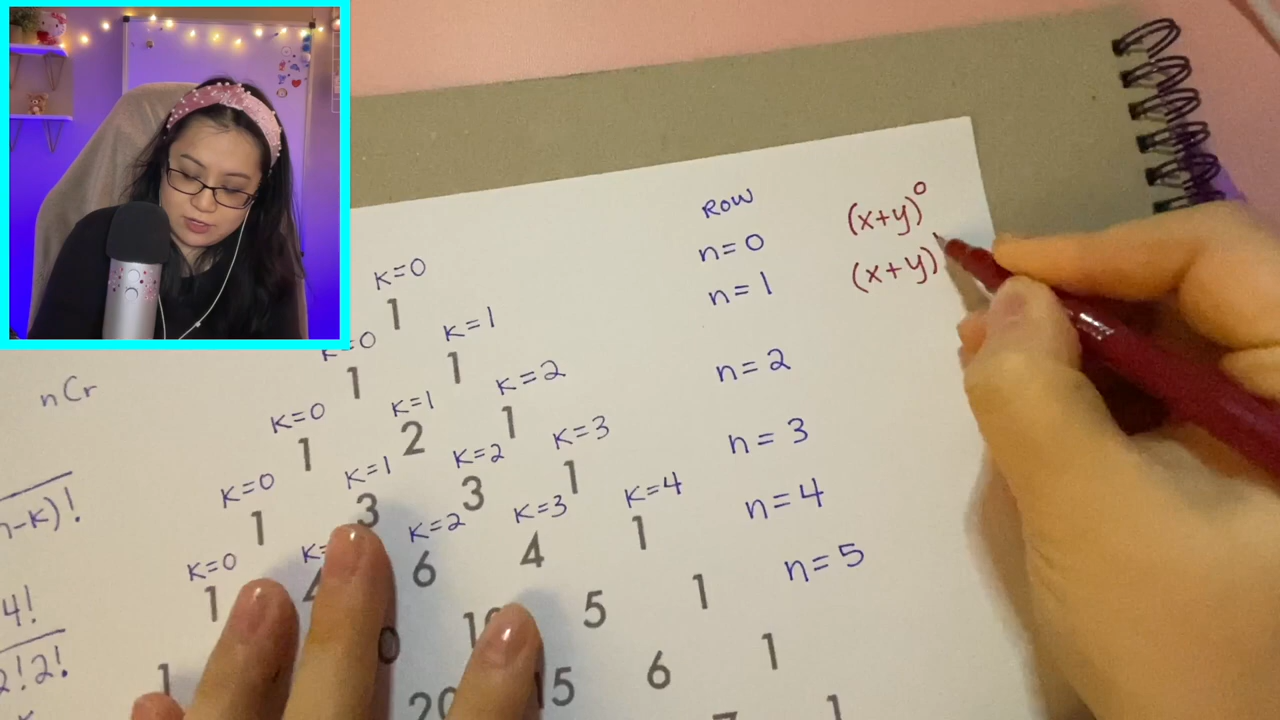 ROW
(x+y)⁰
n=0
(x+y)
n=1
K=0
1
K=0 K=1
1 1
n=2
K=0 K=1 K=2
1 2 1
n=3
K=0 K=1 K=2 K=3
1 3 3 1
n=4
K=0 K=2 K=3 K=4
1 6 4 1
n=5
1 5 1
20 15 6 1
1
nCr
n-k)!
4!
2!2!